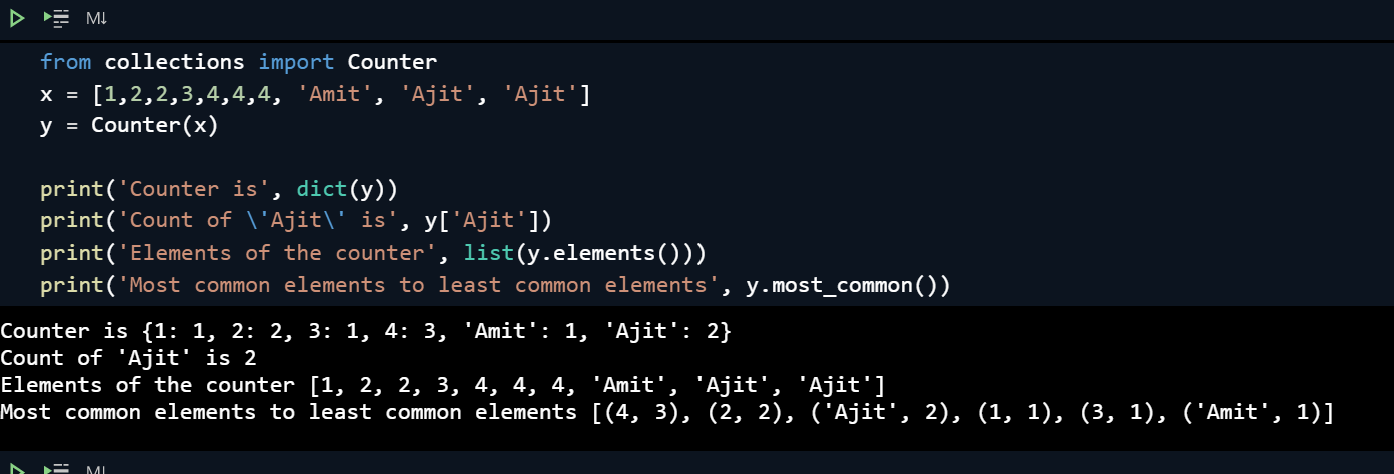 M↓
from collections import Counter
x = [1,2,2,3,4,4,4, 'Amit', 'Ajit', 'Ajit']
y = Counter(x)
print('Counter is', dict(y))
print('Count of \'Ajit\' is', y['Ajit'])
print('Elements of the counter', list(y.elements()))
print('Most common elements to least common elements', y.most_common())
Counter is {1: 1, 2: 2, 3: 1, 4: 3, 'Amit': 1, 'Ajit': 2}
Count of 'Ajit' is 2
Elements of the counter [1, 2, 2, 3, 4, 4, 4, 'Amit', 'Ajit', 'Ajit']
Most common elements to least common elements [(4, 3), (2, 2), ('Ajit', 2), (1, 1), (3, 1), ('Amit', 1)]
M↓